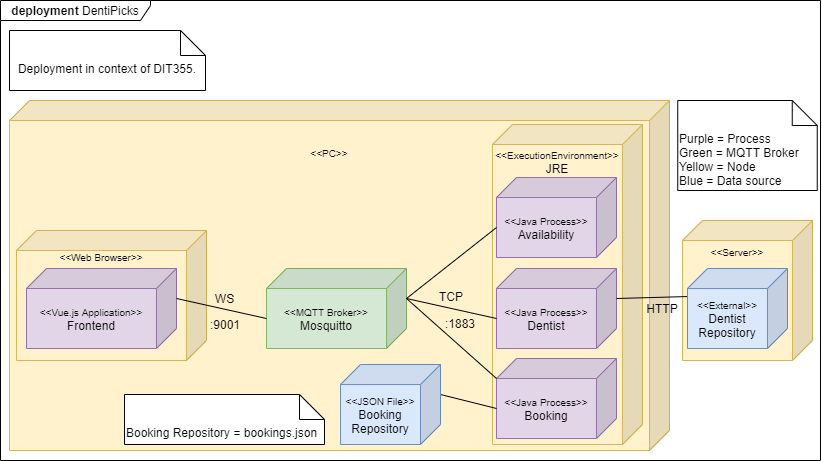 deployment DentiPicks
Deployment in context of DIT355.
Purple = Process
Green = MQTT Broker
Yellow = Node
Blue = Data source
<<PC>>
<<ExecutionEnvironment>>
JRE
<<Java Process>>
Availability
<<Web Browser>>
<<Vue.js Application>>
Frontend
WS
:9001
<<MQTT Broker>>
Mosquitto
TCP
:1883
<<Java Process>>
Dentist
HTTP
<<Server>>
<<External>>
Dentist
Repository
<<JSON File>>
Booking
Repository
<<Java Process>>
Booking
Booking Repository = bookings.json